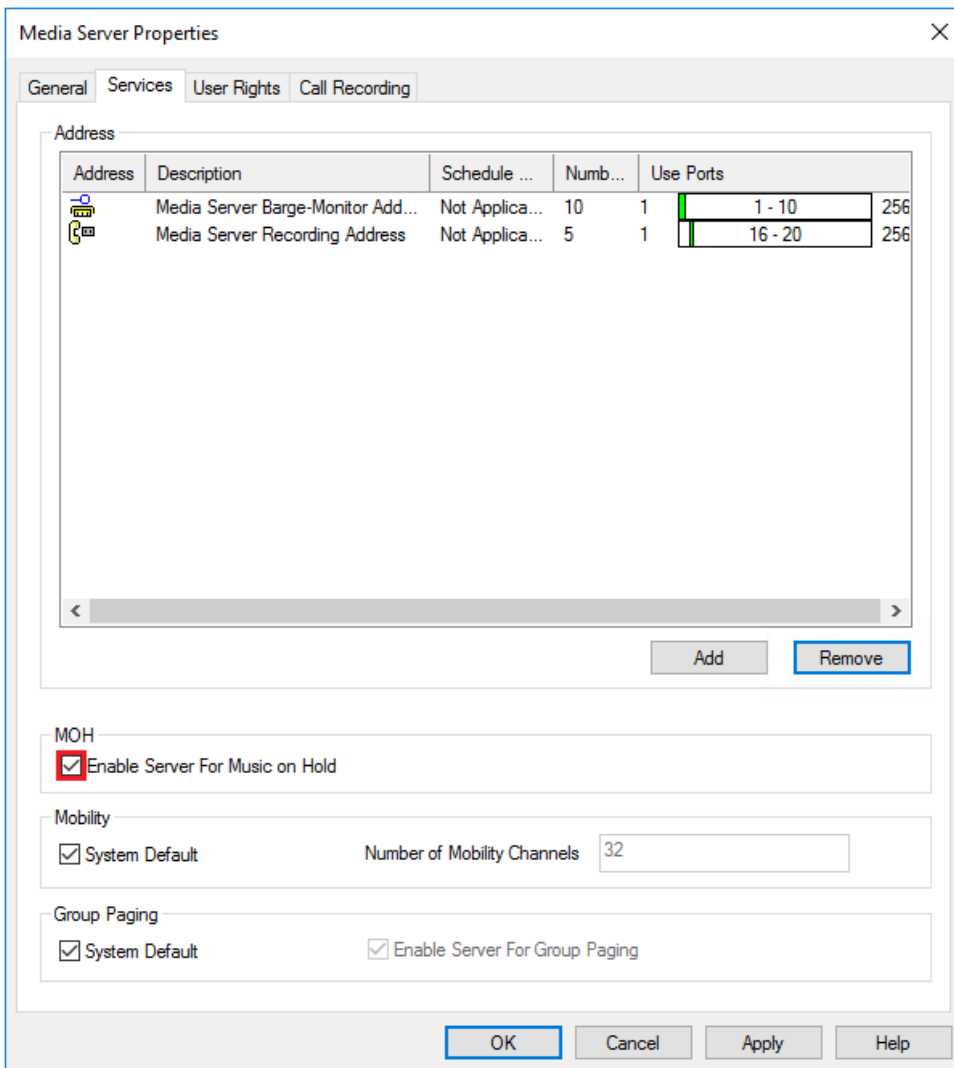 Media Server Properties
General Services User Rights Call Recording
Address
Address Description Schedule ... Numb... Use Ports
Media Server Barge-Monitor Add... Not Applica... 10 1 1 - 10 256
Media Server Recording Address Not Applica... 5 1 16 - 20 256
Add Remove
MOH
Enable Server For Music on Hold
Mobility
System Default Number of Mobility Channels 32
Group Paging
System Default Enable Server For Group Paging
OK Cancel Apply Help